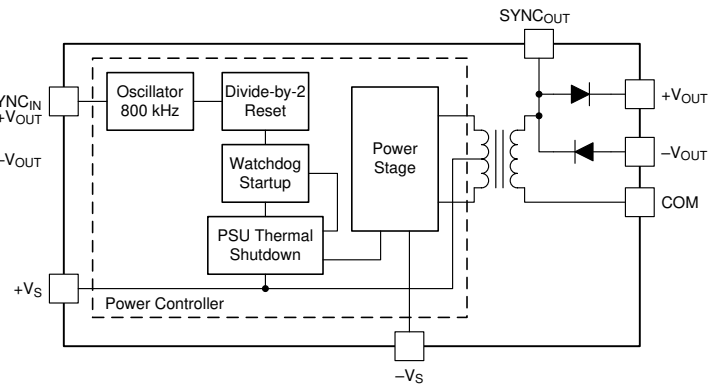 SYNCOUT
Oscillator
800 kHz
Divide-by-2
Reset
YNCIN
+VOUT
+VOUT
Power
Stage
–VOUT
–VOUT
Watchdog
Startup
COM
PSU Thermal
Shutdown
+VS
Power Controller
–VS